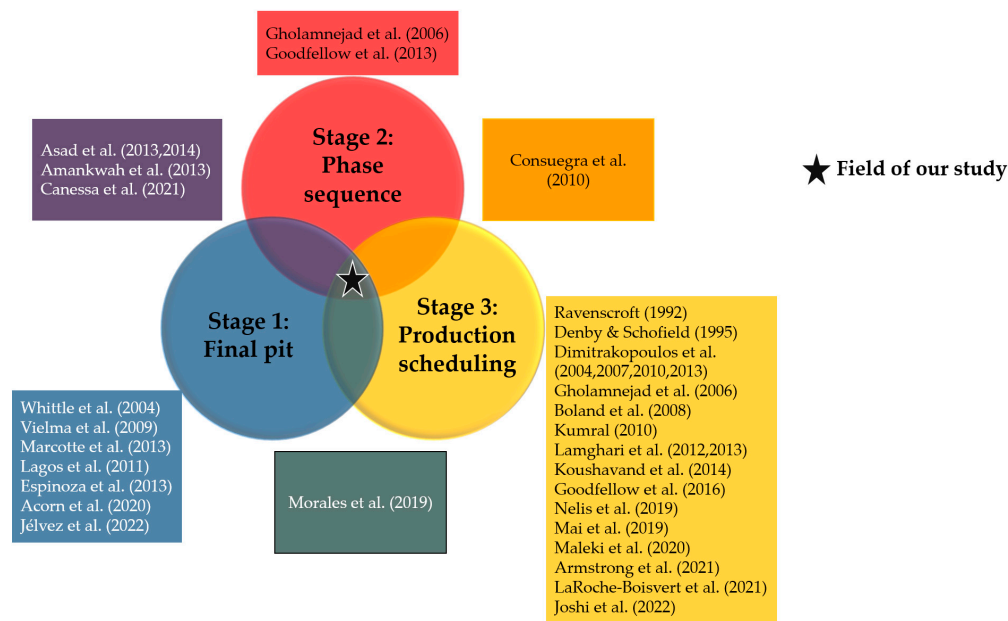 Gholamnejad et al. (2006)
Goodfellow et al. (2013)
Stage 2:
Phase
sequence
Asad et al. (2013,2014)
Amankwah et al. (2013)
Canessa et al. (2021)
Consuegra et al.
(2010)
Field of our study
Stage 1:
Final pit
Stage 3:
Production
scheduling
Whittle et al. (2004)
Vielma et al. (2009)
Marcotte et al. (2013)
Lagos et al. (2011)
Espinoza et al. (2013)
Acorn et al. (2020)
Jélvez et al. (2022)
Morales et al. (2019)
Ravenscroft (1992)
Denby & Schofield (1995)
Dimitrakopoulos et al.
(2004,2007,2010,2013)
Gholamnejad et al. (2006)
Boland et al. (2008)
Kumral (2010)
Lamghari et al. (2012,2013)
Koushavand et al. (2014)
Goodfellow et al. (2016)
Nelis et al. (2019)
Mai et al. (2019)
Maleki et al. (2020)
Armstrong et al. (2021)
LaRoche-Boisvert et al. (2021)
Joshi et al. (2022)